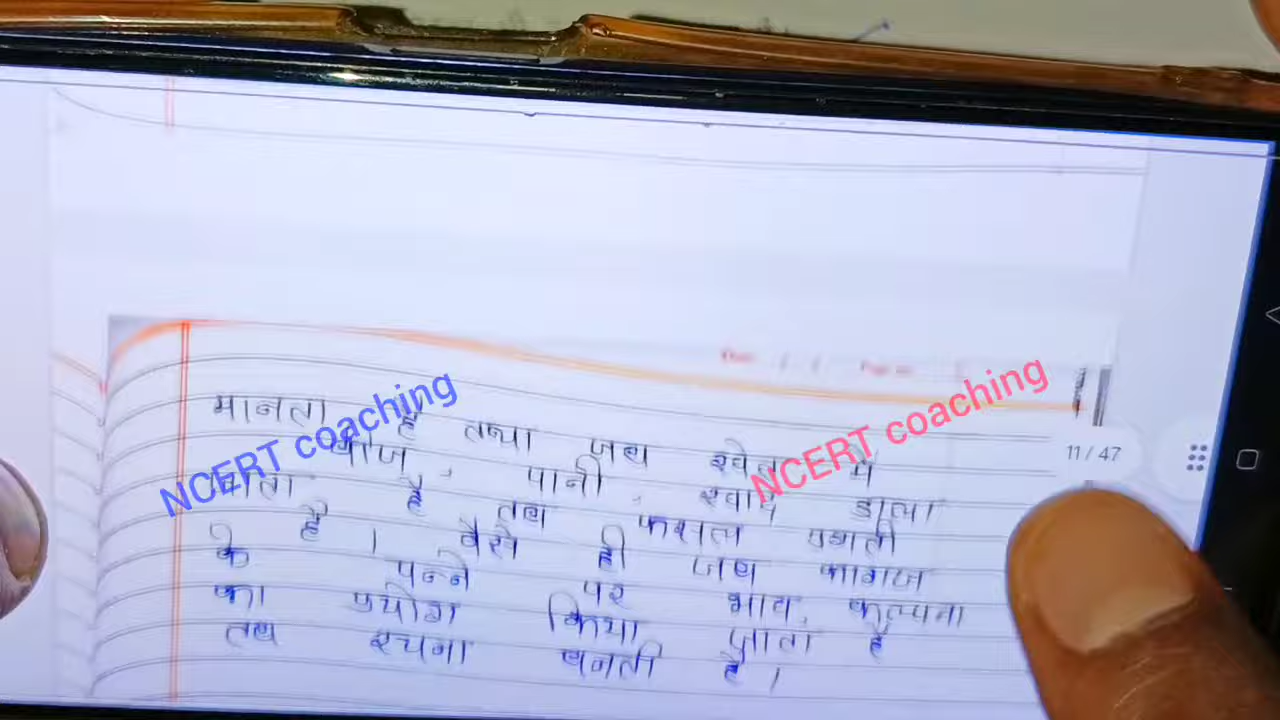 मानता है तथा जब खेत में
बीज, पानी, खाद डाला
जाता है तब फसल उगती
है। वैसे ही जब कागज
के पन्ने पर भाव, कल्पना
का प्रयोग किया जाता है
तब रचना बनती है।
NCERT coaching
NCERT coaching
11 / 47